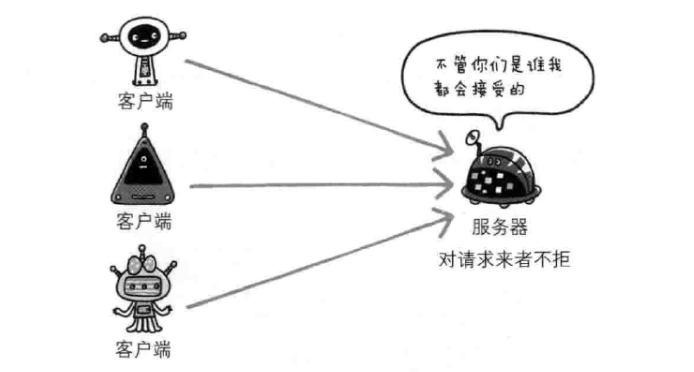 不管你们是谁我
都会接受的
客户端
客户端
服务器
对请求来者不拒
客户端